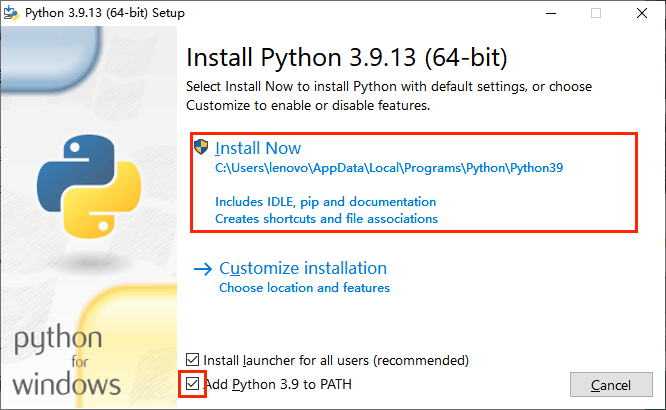 Python 3.9.13 (64-bit) Setup
Install Python 3.9.13 (64-bit)
Select Install Now to install Python with default settings, or choose
Customize to enable or disable features.
Install Now
C:\Users\lenovo\AppData\Local\Programs\Python\Python39
Includes IDLE, pip and documentation
Creates shortcuts and file associations
Customize installation
Choose location and features
python
for
windows
Install launcher for all users (recommended)
Add Python 3.9 to PATH
Cancel